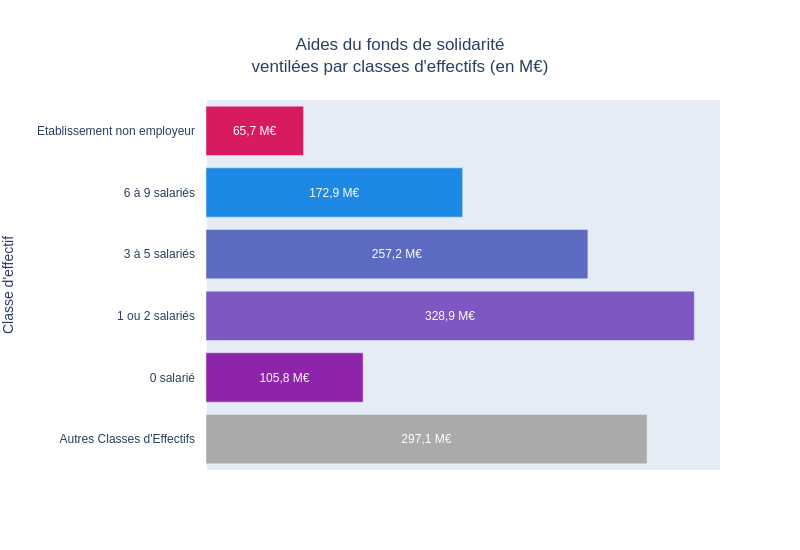 Aides du fonds de solidarité
ventilées par classes d'effectifs (en M€)
Classe d'effectif
Etablissement non employeur
65,7 M€
6 à 9 salariés
172,9 M€
3 à 5 salariés
257,2 M€
1 ou 2 salariés
328,9 M€
0 salarié
105,8 M€
Autres Classes d'Effectifs
297,1 M€